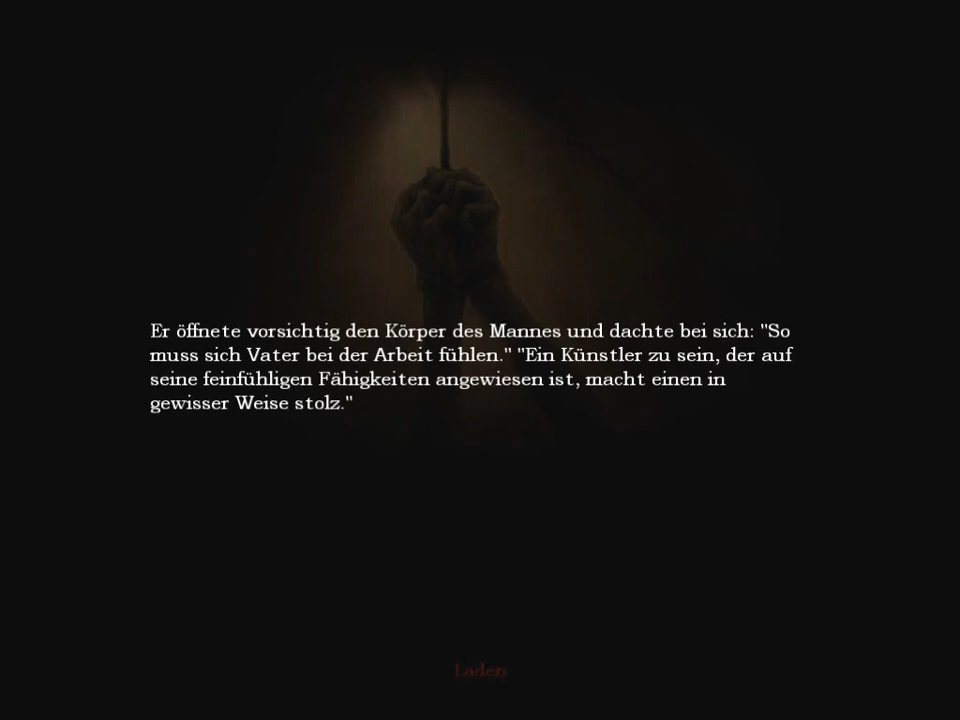 Er öffnete vorsichtig den Körper des Mannes und dachte bei sich: "So
muss sich Vater bei der Arbeit fühlen." "Ein Künstler zu sein, der auf
seine feinfühligen Fähigkeiten angewiesen ist, macht einen in
gewisser Weise stolz."
Laden